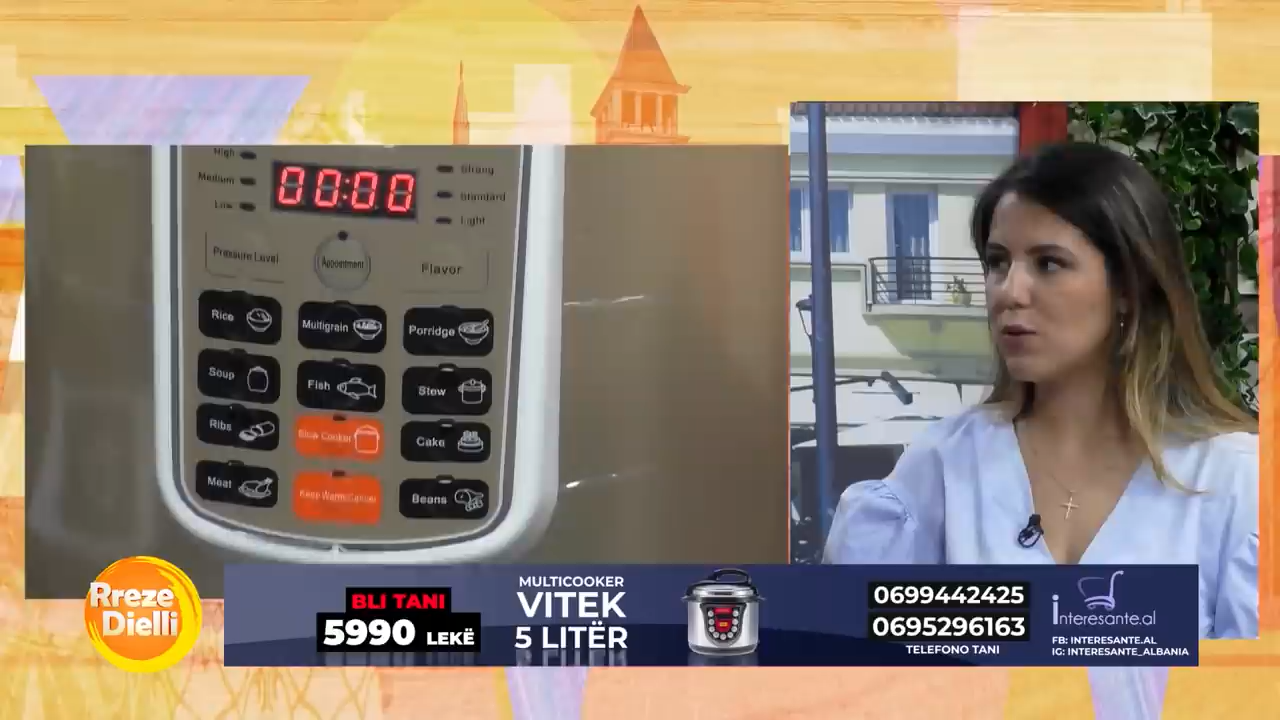 High
Medium
Low
00:00
Strong
Standard
Light
Pressure Level
Appointment
Flavor
Rice
Multigrain
Porridge
Soup
Fish
Stew
Ribs
Slow Cooker
Cake
Meat
Keep Warm/Cancel
Beans
Rreze
Dielli
BLI TANI
5990 LEKË
MULTICOOKER
VITEK
5 LITËR
0699442425
0695296163
TELEFONO TANI
Interesante.al
FB: INTERESANTE.AL
IG: INTERESANTE_ALBANIA